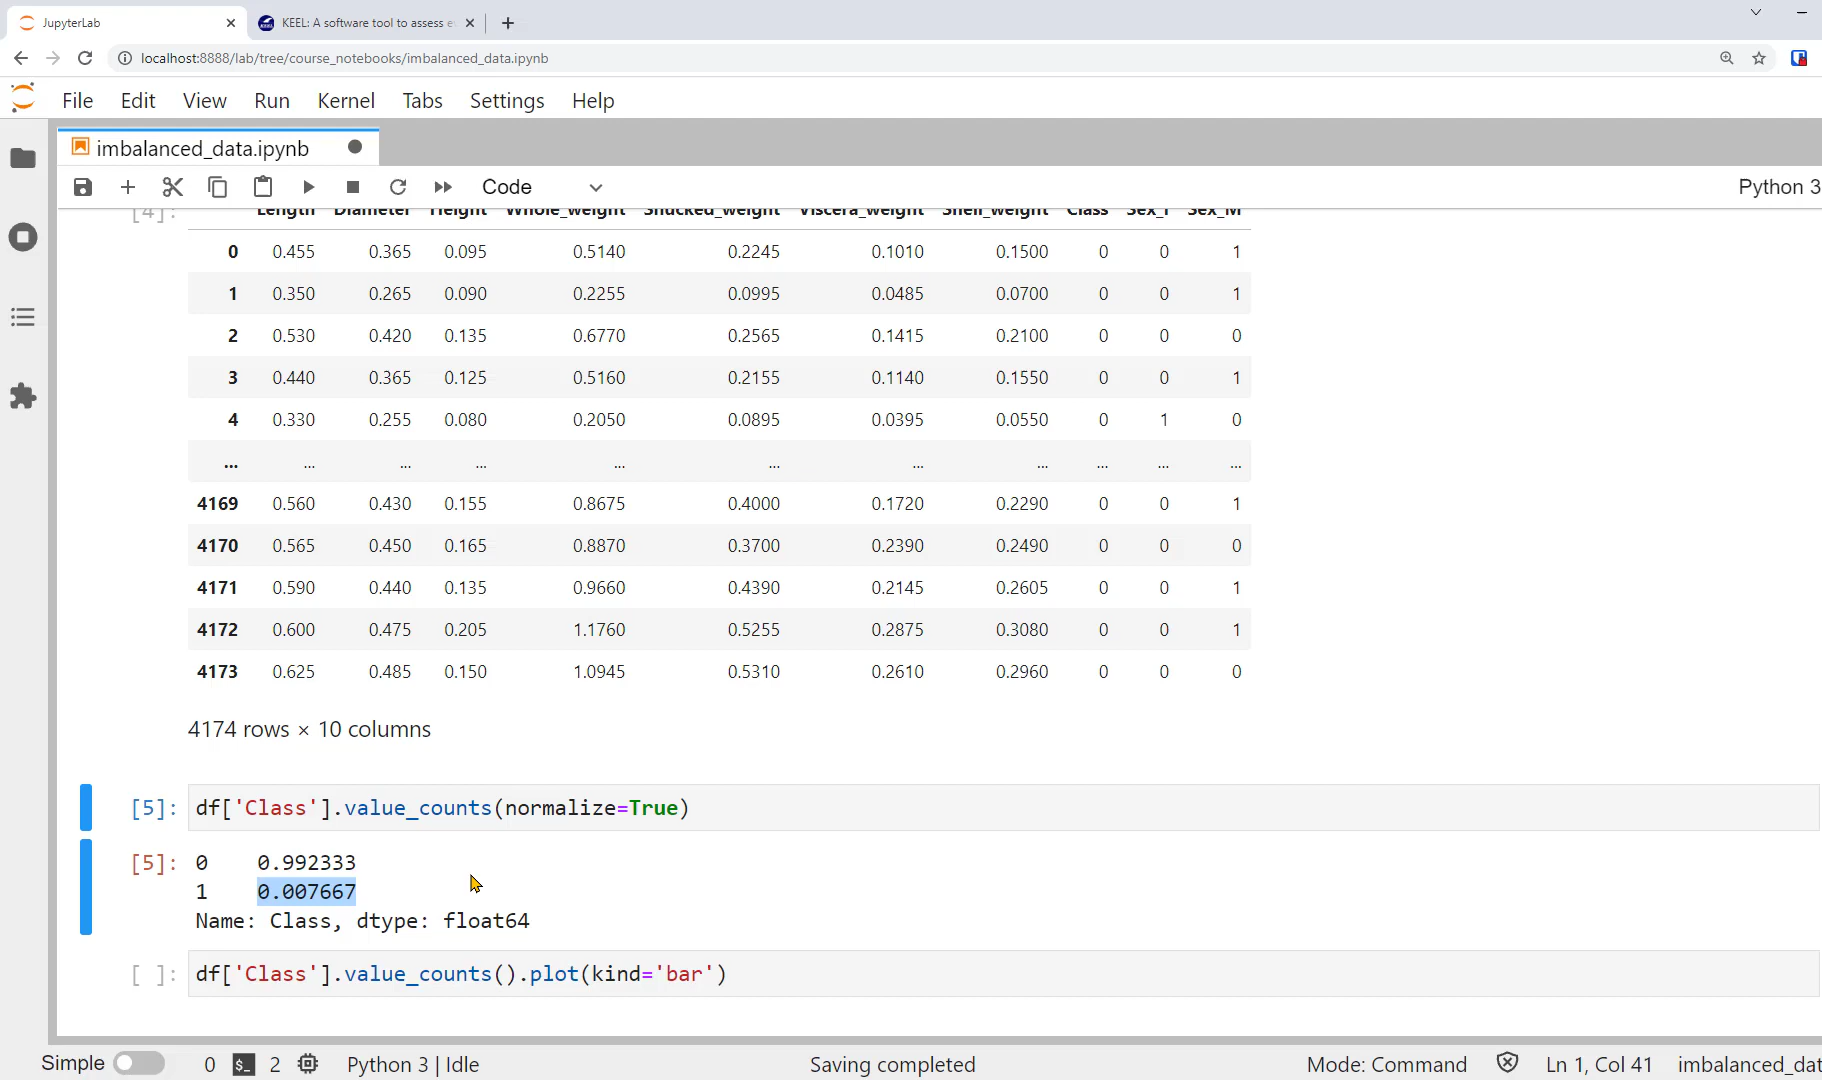 JupyterLab
KEEL: A software tool to assess e
localhost:8888/lab/tree/course_notebooks/imbalanced_data.ipynb
File Edit View Run Kernel Tabs Settings Help
imbalanced_data.ipynb
Code
Python 3
[4]: Length Diameter Height Whole_weight Shucked_weight Viscera_weight Shell_weight Class Sex_I Sex_M
0 0.455 0.365 0.095 0.5140 0.2245 0.1010 0.1500 0 0 1
1 0.350 0.265 0.090 0.2255 0.0995 0.0485 0.0700 0 0 1
2 0.530 0.420 0.135 0.6770 0.2565 0.1415 0.2100 0 0 0
3 0.440 0.365 0.125 0.5160 0.2155 0.1140 0.1550 0 0 1
4 0.330 0.255 0.080 0.2050 0.0895 0.0395 0.0550 0 1 0
... ... ... ... ... ... ... ... ... ... ...
4169 0.560 0.430 0.155 0.8675 0.4000 0.1720 0.2290 0 0 1
4170 0.565 0.450 0.165 0.8870 0.3700 0.2390 0.2490 0 0 0
4171 0.590 0.440 0.135 0.9660 0.4390 0.2145 0.2605 0 0 1
4172 0.600 0.475 0.205 1.1760 0.5255 0.2875 0.3080 0 0 1
4173 0.625 0.485 0.150 1.0945 0.5310 0.2610 0.2960 0 0 0
4174 rows × 10 columns
[5]: df['Class'].value_counts(normalize=True)
[5]: 0 0.992333
1 0.007667
Name: Class, dtype: float64
[ ]: df['Class'].value_counts().plot(kind='bar')
Simple 0 $_ 2 Python 3 | Idle Saving completed Mode: Command Ln 1, Col 41 imbalanced_dat